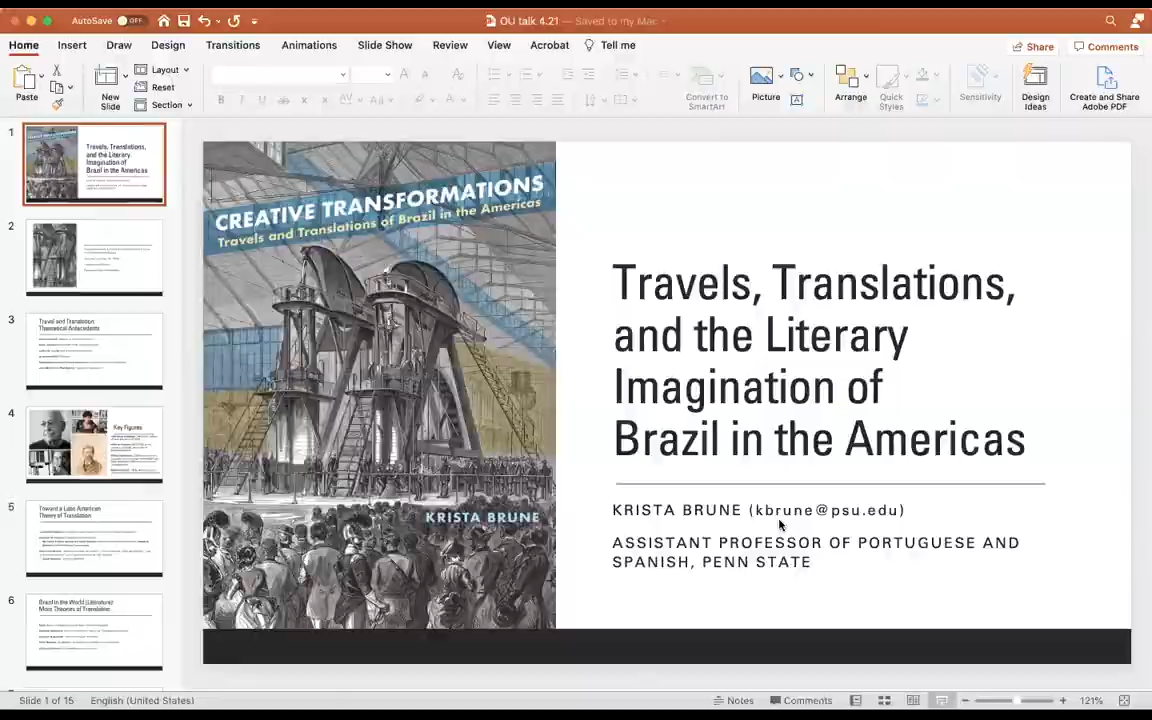 AutoSave OFF
OU talk 4.21 — Saved to my Mac
Home Insert Draw Design Transitions Animations Slide Show Review View Acrobat Tell me Share Comments
Paste
New Slide
Layout
Reset
Section
Convert to SmartArt
Picture
Arrange
Quick Styles
Sensitivity
Design Ideas
Create and Share Adobe PDF
1
Travels, Translations,
and the Literary
Imagination of
Brazil in the Americas
2
3
Travel and Translation:
Theoretical Antecedents
4
Key Figures
5
Toward a Latin American
Theory of Translation
6
Brazil in the World (Literature):
More Theories of Translation
CREATIVE TRANSFORMATIONS
Travels and Translations of Brazil in the Americas
KRISTA BRUNE
Travels, Translations,
and the Literary
Imagination of
Brazil in the Americas
KRISTA BRUNE (kbrune@psu.edu)
ASSISTANT PROFESSOR OF PORTUGUESE AND
SPANISH, PENN STATE
Slide 1 of 15 English (United States) Notes Comments 121%